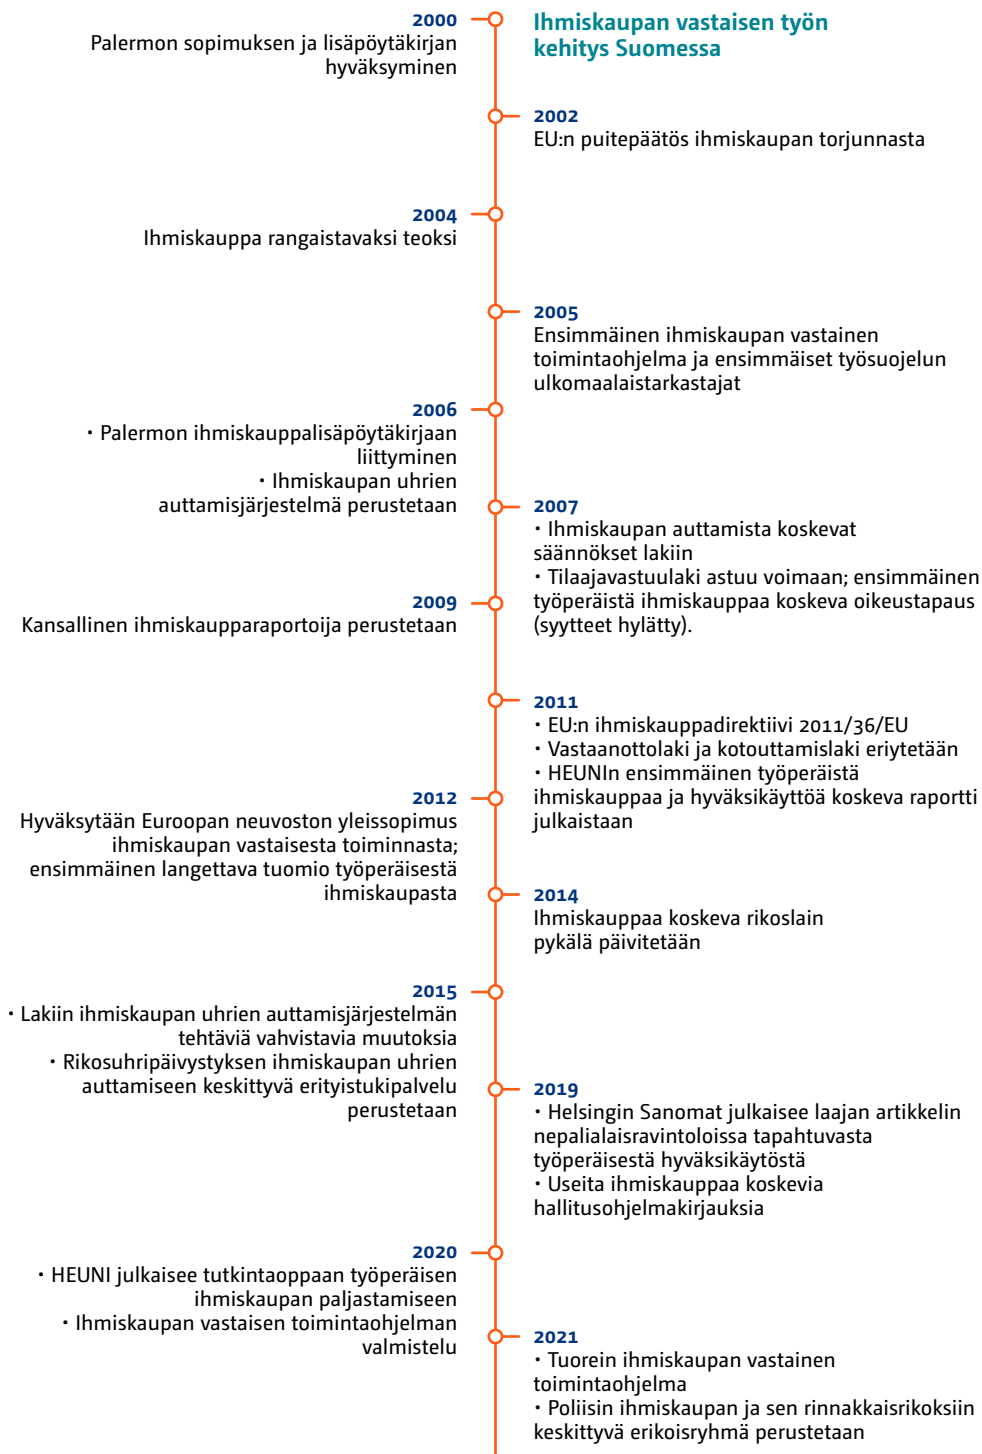 Ihmiskaupan vastaisen työn
kehitys Suomessa
2000
Palermon sopimuksen ja lisäpöytäkirjan
hyväksyminen
2002
EU:n puitepäätös ihmiskaupan torjunnasta
2004
Ihmiskauppa rangaistavaksi teoksi
2005
Ensimmäinen ihmiskaupan vastainen
toimintaohjelma ja ensimmäiset työsuojelun
ulkomaalaistarkastajat
2006
• Palermon ihmiskauppalisäpöytäkirjaan
liittyminen
• Ihmiskaupan uhrien
auttamisjärjestelmä perustetaan
2007
• Ihmiskaupan auttamista koskevat
säännökset lakiin
• Tilaajavastuulaki astuu voimaan; ensimmäinen
työperäistä ihmiskauppaa koskeva oikeustapaus
(syytteet hylätty).
2009
Kansallinen ihmiskaupparaportoija perustetaan
2011
• EU:n ihmiskauppadirektiivi 2011/36/EU
• Vastaanottolaki ja kotouttamislaki eriytetään
• HEUNIn ensimmäinen työperäistä
ihmiskauppaa ja hyväksikäyttöä koskeva raportti
julkaistaan
2012
Hyväksytään Euroopan neuvoston yleissopimus
ihmiskaupan vastaisesta toiminnasta;
ensimmäinen langettava tuomio työperäisestä
ihmiskaupasta
2014
Ihmiskauppaa koskeva rikoslain
pykälä päivitetään
2015
• Lakiin ihmiskaupan uhrien auttamisjärjestelmän
tehtäviä vahvistavia muutoksia
• Rikosuhripäivystyksen ihmiskaupan uhrien
auttamiseen keskittyvä erityistukipalvelu
perustetaan
2019
• Helsingin Sanomat julkaisee laajan artikkelin
nepalialaisravintoloissa tapahtuvasta
työperäisestä hyväksikäytöstä
• Useita ihmiskauppaa koskevia
hallitusohjelmakirjauksia
2020
• HEUNI julkaisee tutkintaoppaan työperäisen
ihmiskaupan paljastamiseen
• Ihmiskaupan vastaisen toimintaohjelman
valmistelu
2021
• Tuorein ihmiskaupan vastainen
toimintaohjelma
• Poliisin ihmiskaupan ja sen rinnakkaisrikoksiin
keskittyvä erikoisryhmä perustetaan